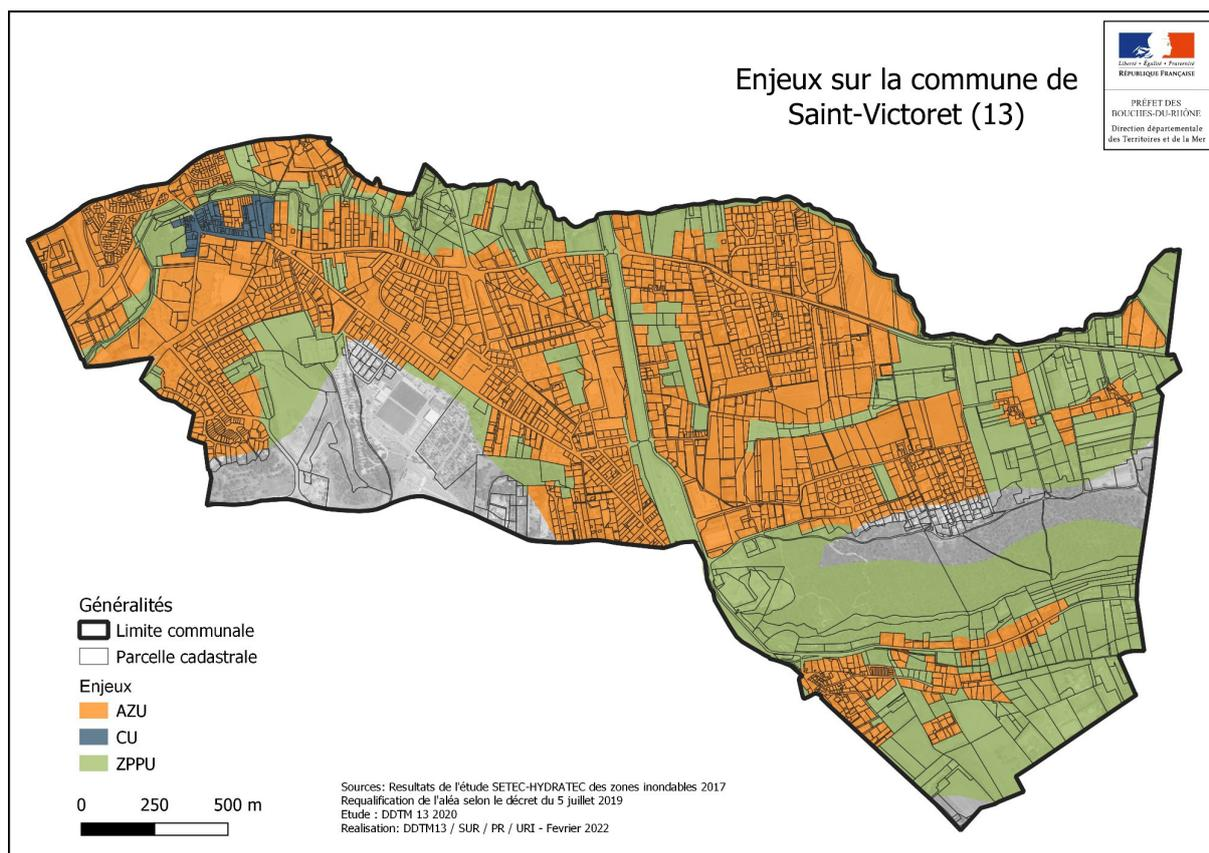 Enjeux sur la commune de
Saint-Victoret (13)
Liberté • Égalité • Fraternité
RÉPUBLIQUE FRANÇAISE
PRÉFET DES
BOUCHES-DU-RHÔNE
Direction départementale
des Territoires et de la Mer
Généralités
Limite communale
Parcelle cadastrale
Enjeux
AZU
CU
ZPPU
0 250 500 m
Sources: Resultats de l'étude SETEC-HYDRATEC des zones inondables 2017
Requalification de l'aléa selon le décret du 5 juillet 2019
Etude : DDTM 13 2020
Realisation: DDTM13 / SUR / PR / URI - Fevrier 2022